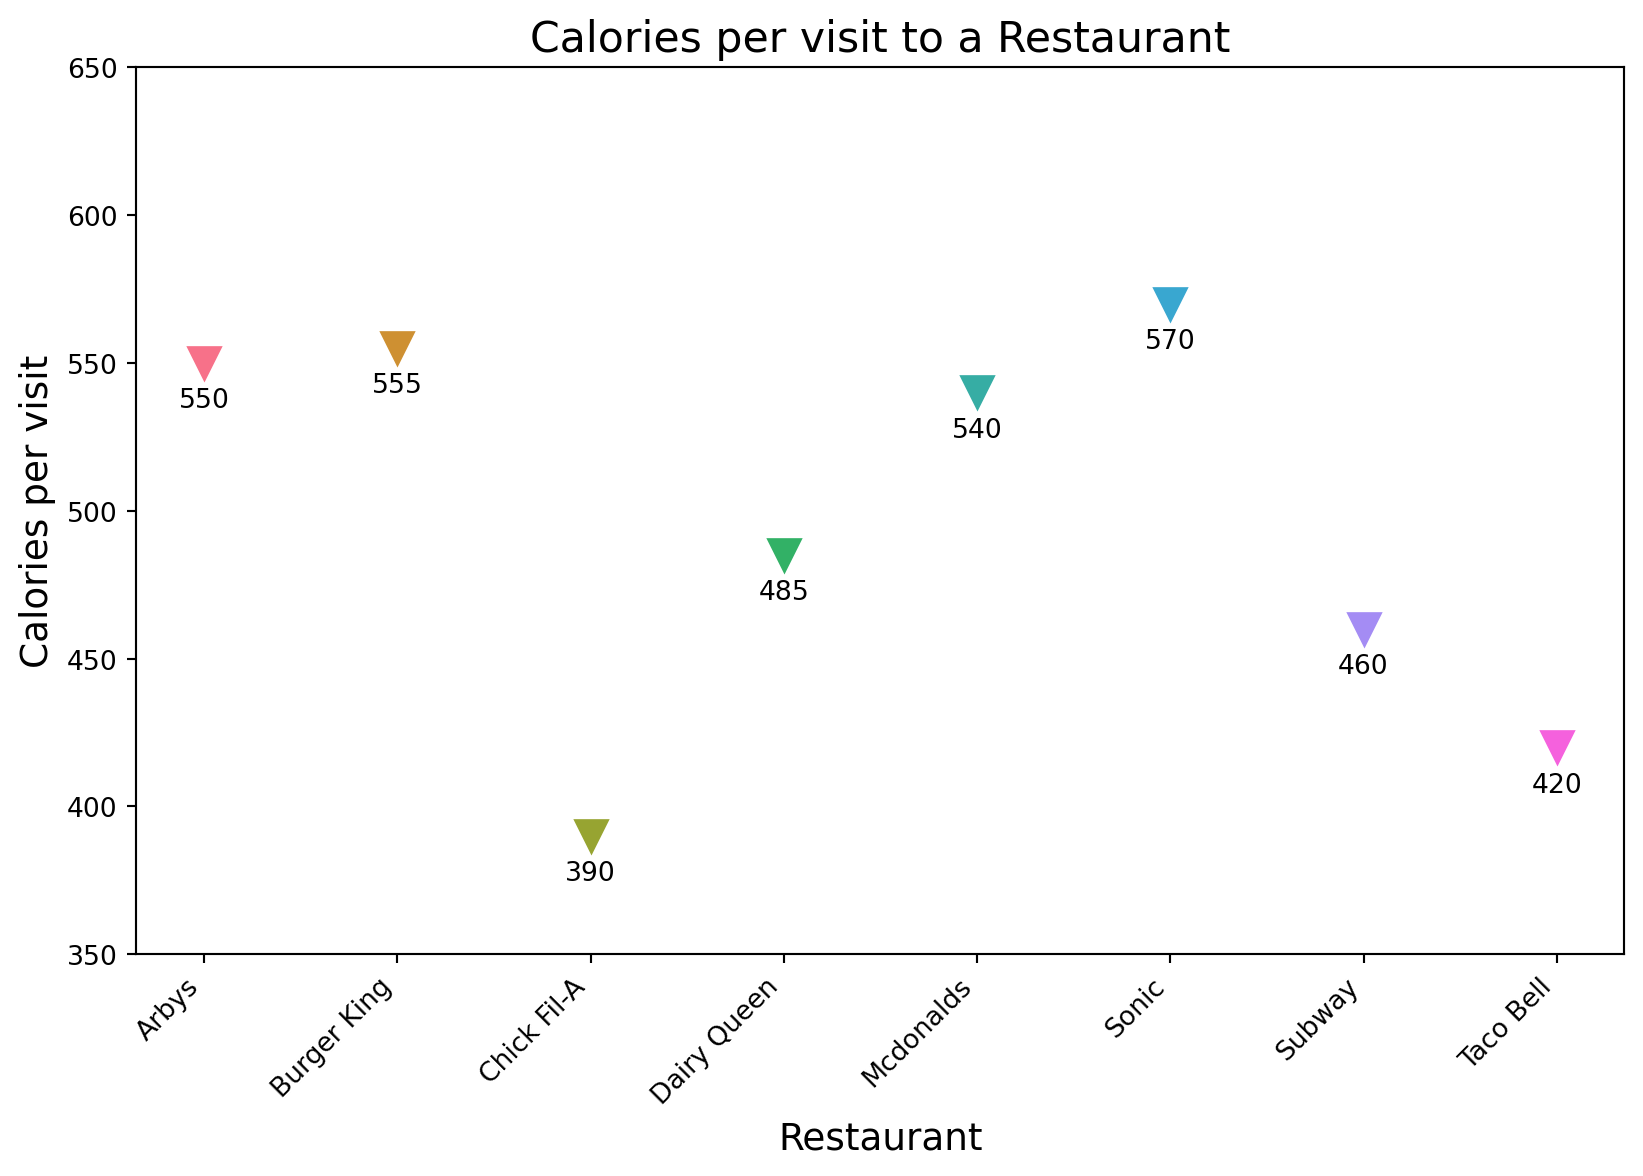 Calories per visit to a Restaurant
650
600
550
500
450
400
350
Calories per visit
550
555
390
485
540
570
460
420
Arbys
Burger King
Chick Fil-A
Dairy Queen
Mcdonalds
Sonic
Subway
Taco Bell
Restaurant